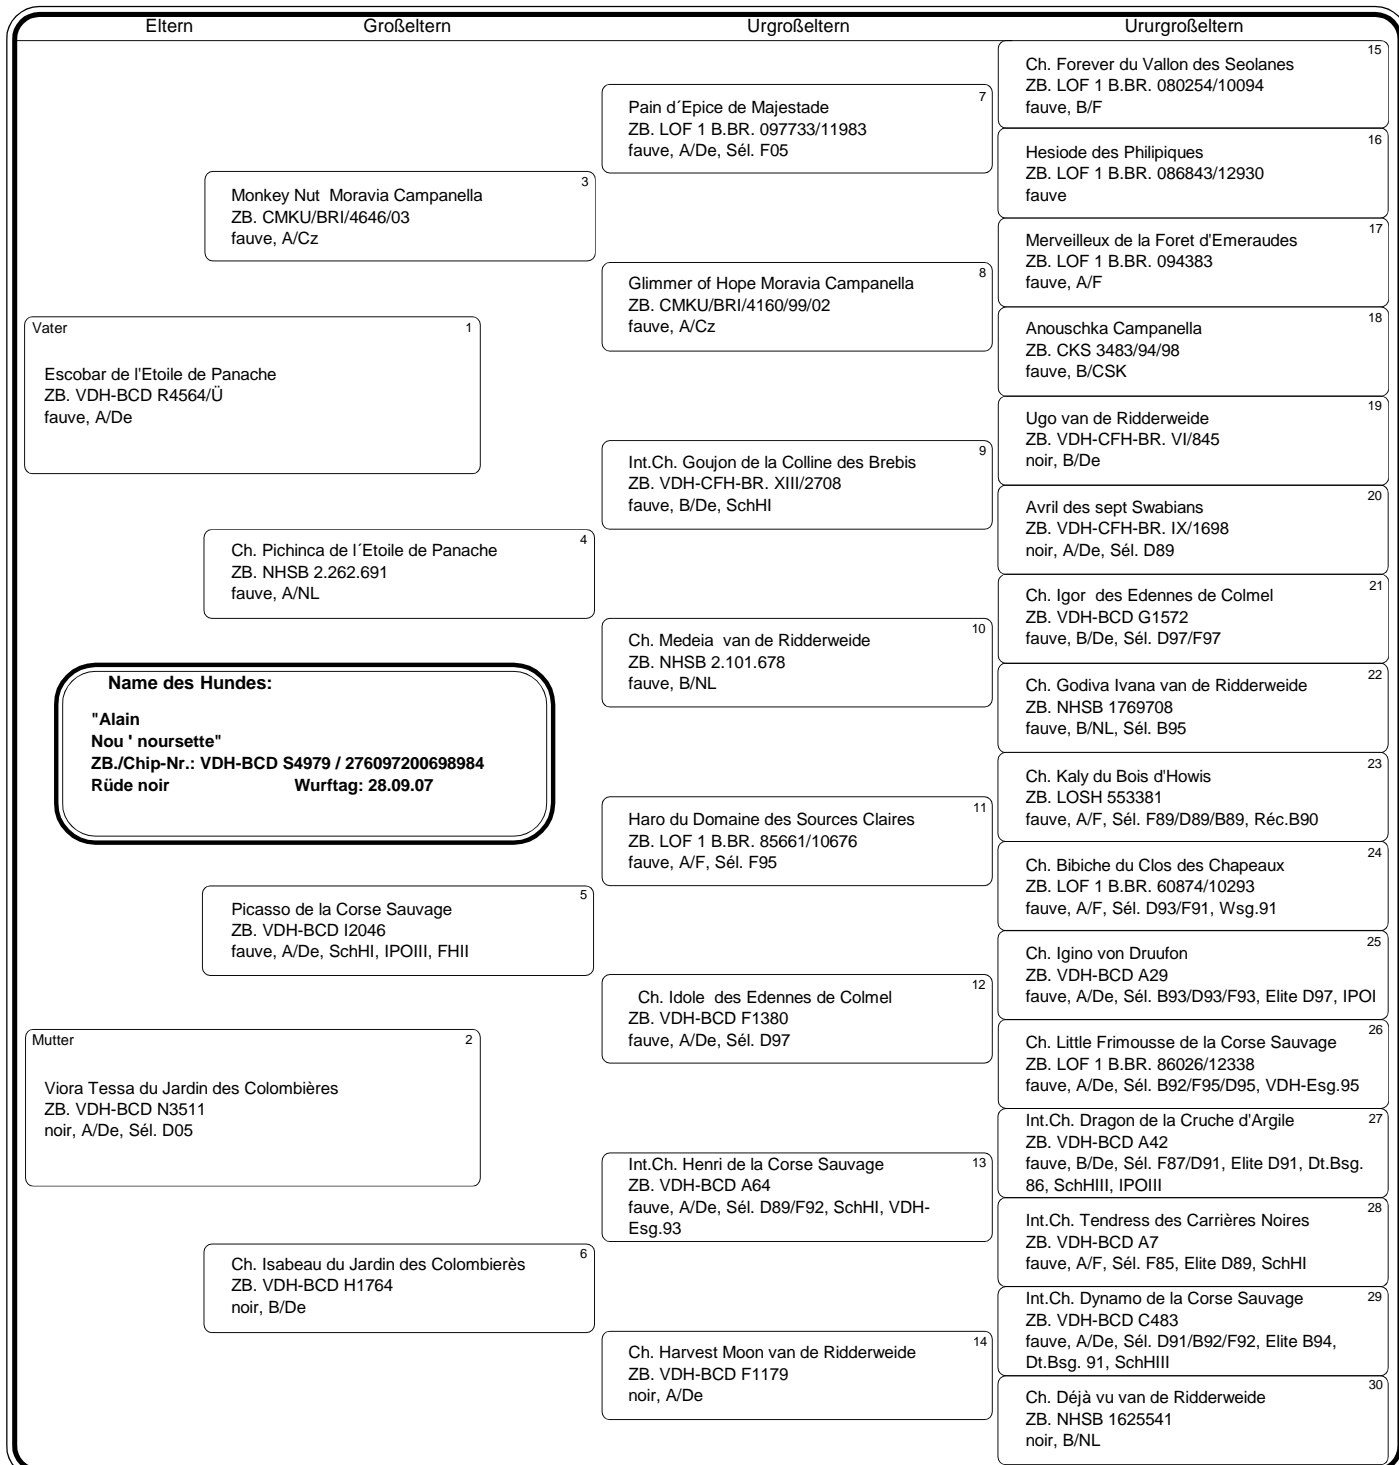 Eltern Großeltern Urgroßeltern Ururgroßeltern
Vater 1
Escobar de l'Etoile de Panache
ZB. VDH-BCD R4564/Ü
fauve, A/De
Name des Hundes:
"Alain
Nou ' noursette"
ZB./Chip-Nr.: VDH-BCD S4979 / 276097200698984
Rüde noir Wurftag: 28.09.07
Mutter 2
Viora Tessa du Jardin des Colombières
ZB. VDH-BCD N3511
noir, A/De, Sél. D05
3
Monkey Nut Moravia Campanella
ZB. CMKU/BRI/4646/03
fauve, A/Cz
4
Ch. Pichinca de l´Etoile de Panache
ZB. NHSB 2.262.691
fauve, A/NL
5
Picasso de la Corse Sauvage
ZB. VDH-BCD I2046
fauve, A/De, SchHI, IPOIII, FHII
6
Ch. Isabeau du Jardin des Colombierès
ZB. VDH-BCD H1764
noir, B/De
7
Pain d´Epice de Majestade
ZB. LOF 1 B.BR. 097733/11983
fauve, A/De, Sél. F05
8
Glimmer of Hope Moravia Campanella
ZB. CMKU/BRI/4160/99/02
fauve, A/Cz
9
Int.Ch. Goujon de la Colline des Brebis
ZB. VDH-CFH-BR. XIII/2708
fauve, B/De, SchHI
10
Ch. Medeia van de Ridderweide
ZB. NHSB 2.101.678
fauve, B/NL
11
Haro du Domaine des Sources Claires
ZB. LOF 1 B.BR. 85661/10676
fauve, A/F, Sél. F95
12
Ch. Idole des Edennes de Colmel
ZB. VDH-BCD F1380
fauve, A/De, Sél. D97
13
Int.Ch. Henri de la Corse Sauvage
ZB. VDH-BCD A64
fauve, A/De, Sél. D89/F92, SchHI, VDH-
Esg.93
14
Ch. Harvest Moon van de Ridderweide
ZB. VDH-BCD F1179
noir, A/De
15
Ch. Forever du Vallon des Seolanes
ZB. LOF 1 B.BR. 080254/10094
fauve, B/F
16
Hesiode des Philipiques
ZB. LOF 1 B.BR. 086843/12930
fauve
17
Merveilleux de la Foret d'Emeraudes
ZB. LOF 1 B.BR. 094383
fauve, A/F
18
Anouschka Campanella
ZB. CKS 3483/94/98
fauve, B/CSK
19
Ugo van de Ridderweide
ZB. VDH-CFH-BR. VI/845
noir, B/De
20
Avril des sept Swabians
ZB. VDH-CFH-BR. IX/1698
noir, A/De, Sél. D89
21
Ch. Igor des Edennes de Colmel
ZB. VDH-BCD G1572
fauve, B/De, Sél. D97/F97
22
Ch. Godiva Ivana van de Ridderweide
ZB. NHSB 1769708
fauve, B/NL, Sél. B95
23
Ch. Kaly du Bois d'Howis
ZB. LOSH 553381
fauve, A/F, Sél. F89/D89/B89, Réc.B90
24
Ch. Bibiche du Clos des Chapeaux
ZB. LOF 1 B.BR. 60874/10293
fauve, A/F, Sél. D93/F91, Wsg.91
25
Ch. Igino von Druufon
ZB. VDH-BCD A29
fauve, A/De, Sél. B93/D93/F93, Elite D97, IPOI
26
Ch. Little Frimousse de la Corse Sauvage
ZB. LOF 1 B.BR. 86026/12338
fauve, A/De, Sél. B92/F95/D95, VDH-Esg.95
27
Int.Ch. Dragon de la Cruche d'Argile
ZB. VDH-BCD A42
fauve, B/De, Sél. F87/D91, Elite D91, Dt.Bsg.
86, SchHIII, IPOIII
28
Int.Ch. Tendress des Carrières Noires
ZB. VDH-BCD A7
fauve, A/F, Sél. F85, Elite D89, SchHI
29
Int.Ch. Dynamo de la Corse Sauvage
ZB. VDH-BCD C483
fauve, A/De, Sél. D91/B92/F92, Elite B94,
Dt.Bsg. 91, SchHIII
30
Ch. Déjà vu van de Ridderweide
ZB. NHSB 1625541
noir, B/NL